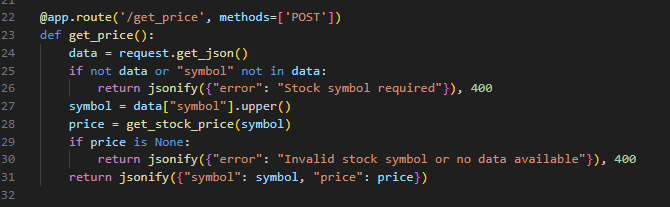 21
22 @app.route('/get_price', methods=['POST'])
23 def get_price():
24     data = request.get_json()
25     if not data or "symbol" not in data:
26         return jsonify({"error": "Stock symbol required"}), 400
27     symbol = data["symbol"].upper()
28     price = get_stock_price(symbol)
29     if price is None:
30         return jsonify({"error": "Invalid stock symbol or no data available"}), 400
31     return jsonify({"symbol": symbol, "price": price})
32